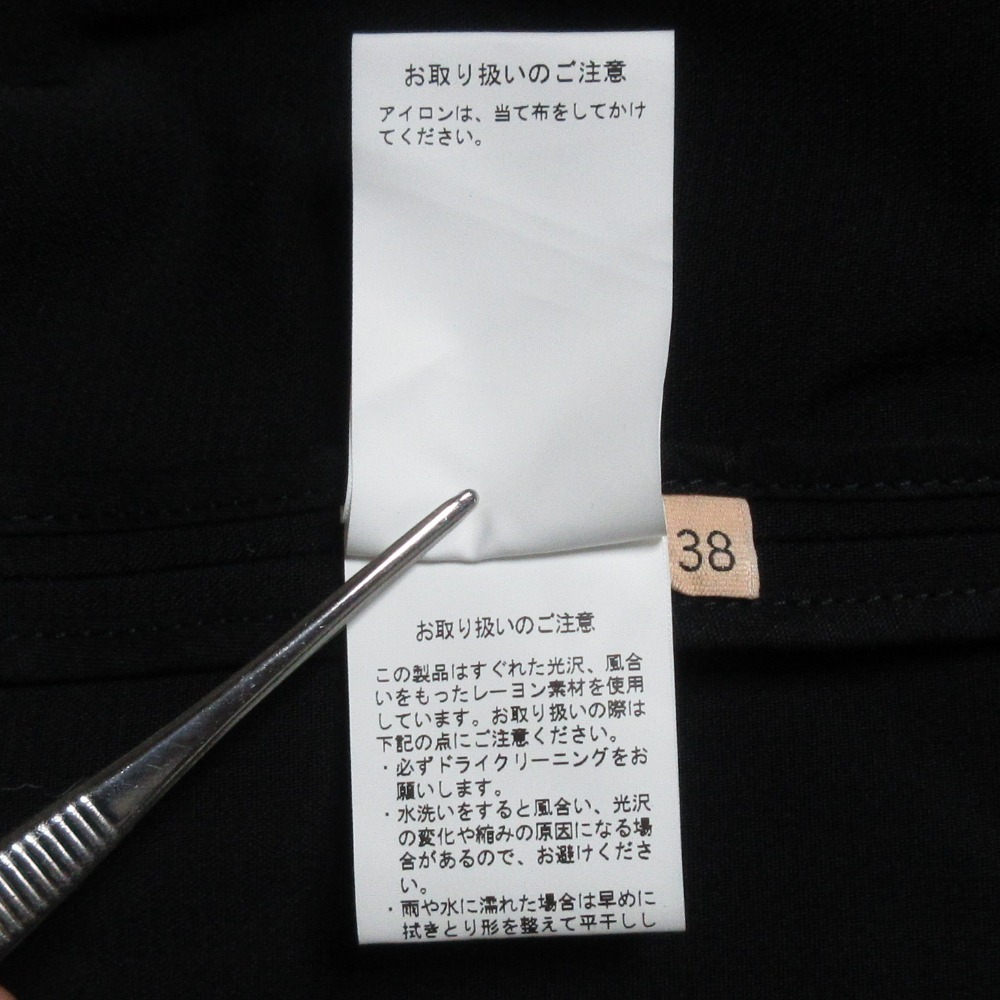 お取り扱いのご注意
アイロンは、当て布をしてかけ
てください。
38
お取り扱いのご注意
この製品はすぐれた光沢、風合
いをもったレーヨン素材を使用
しています。お取り扱いの際は
下記の点にご注意ください。
・必ずドライクリーニングをお
願いします。
・水洗いをすると風合い、光沢
の変化や縮みの原因になる場
合があるので、お避けくださ
い。
・雨や水に濡れた場合は早めに
拭きとり形を整えて平干しし